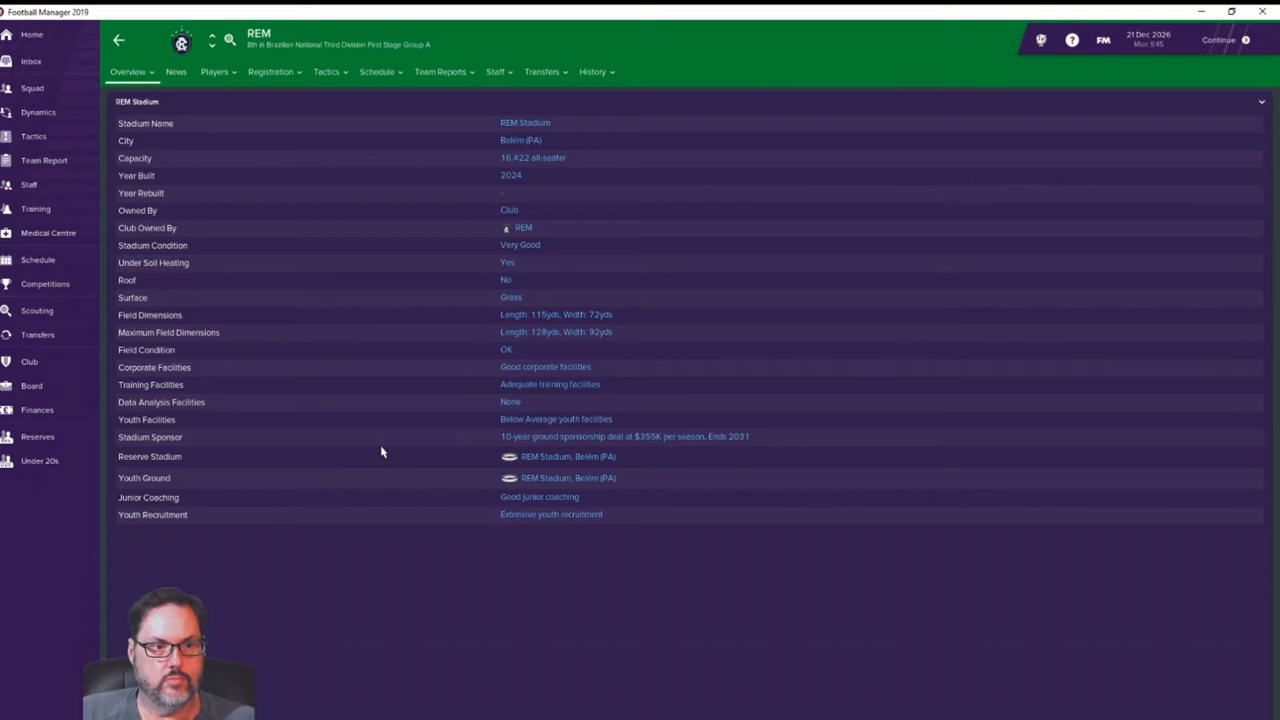 Football Manager 2019
Home
REM
8th in Brazilian National Third Division First Stage Group A
FM
21 Dec 2026
Mon 9:45
Continue
Inbox
Overview
News
Players
Registration
Tactics
Schedule
Team Reports
Staff
Transfers
History
Squad
Dynamics
Tactics
Team Report
Staff
Training
Medical Centre
Schedule
Competitions
Scouting
Transfers
Club
Board
Finances
Reserves
Under 20s
REM Stadium
Stadium Name REM Stadium
City Belém (PA)
Capacity 16,422 all-seater
Year Built 2024
Year Rebuilt -
Owned By Club
Club Owned By REM
Stadium Condition Very Good
Under Soil Heating Yes
Roof No
Surface Grass
Field Dimensions Length: 115yds, Width: 72yds
Maximum Field Dimensions Length: 128yds, Width: 92yds
Field Condition OK
Corporate Facilities Good corporate facilities
Training Facilities Adequate training facilities
Data Analysis Facilities None
Youth Facilities Below Average youth facilities
Stadium Sponsor 10-year ground sponsorship deal at $355K per season. Ends 2031
Reserve Stadium REM Stadium, Belém (PA)
Youth Ground REM Stadium, Belém (PA)
Junior Coaching Good junior coaching
Youth Recruitment Extensive youth recruitment